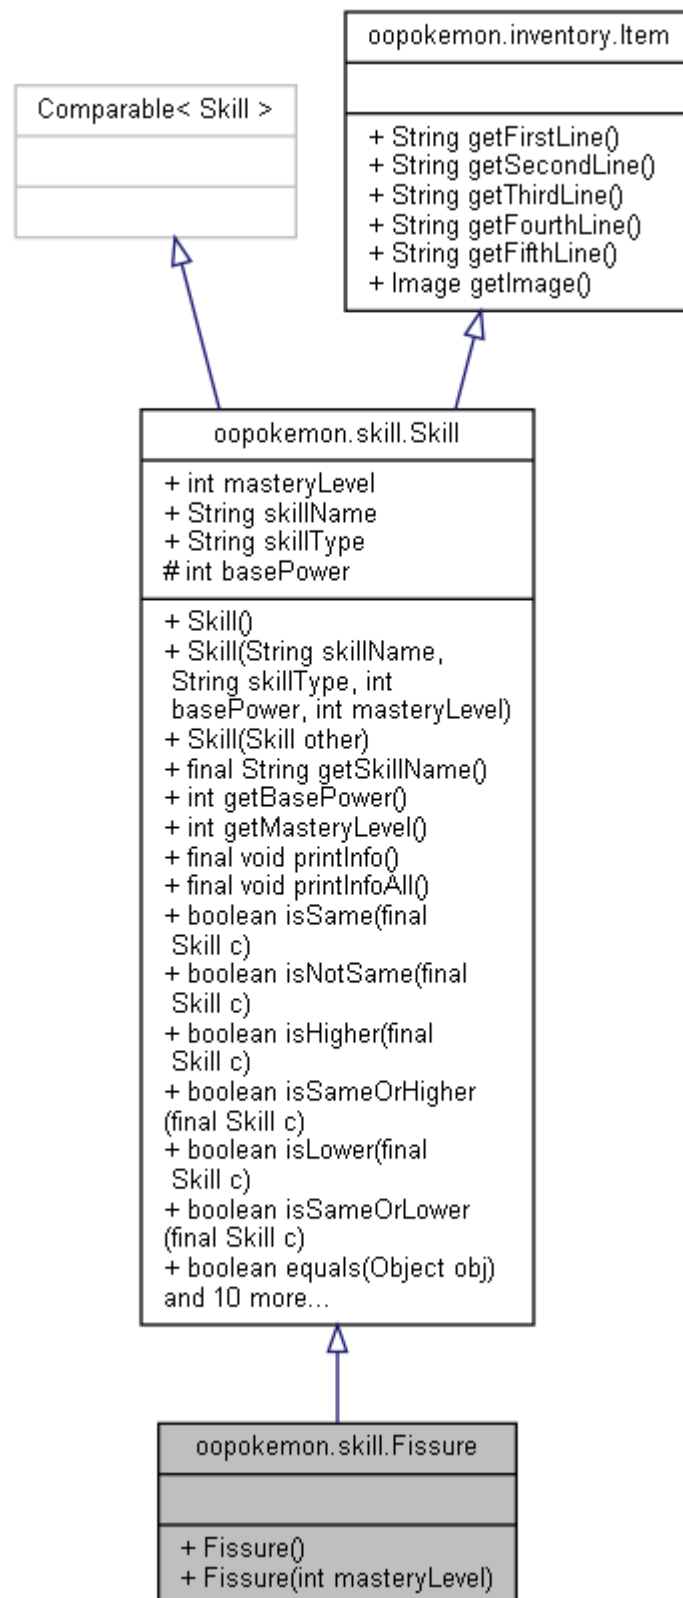 oopokemon.inventory.Item
+ String getFirstLine()
+ String getSecondLine()
+ String getThirdLine()
+ String getFourthLine()
+ String getFifthLine()
+ Image getImage()
Comparable< Skill >
oopokemon.skill.Skill
+ int masteryLevel
+ String skillName
+ String skillType
# int basePower
+ Skill()
+ Skill(String skillName,
String skillType, int
basePower, int masteryLevel)
+ Skill(Skill other)
+ final String getSkillName()
+ int getBasePower()
+ int getMasteryLevel()
+ final void printInfo()
+ final void printInfoAll()
+ boolean isSame(final
Skill c)
+ boolean isNotSame(final
Skill c)
+ boolean isHigher(final
Skill c)
+ boolean isSameOrHigher
(final Skill c)
+ boolean isLower(final
Skill c)
+ boolean isSameOrLower
(final Skill c)
+ boolean equals(Object obj)
and 10 more...
oopokemon.skill.Fissure
+ Fissure()
+ Fissure(int masteryLevel)